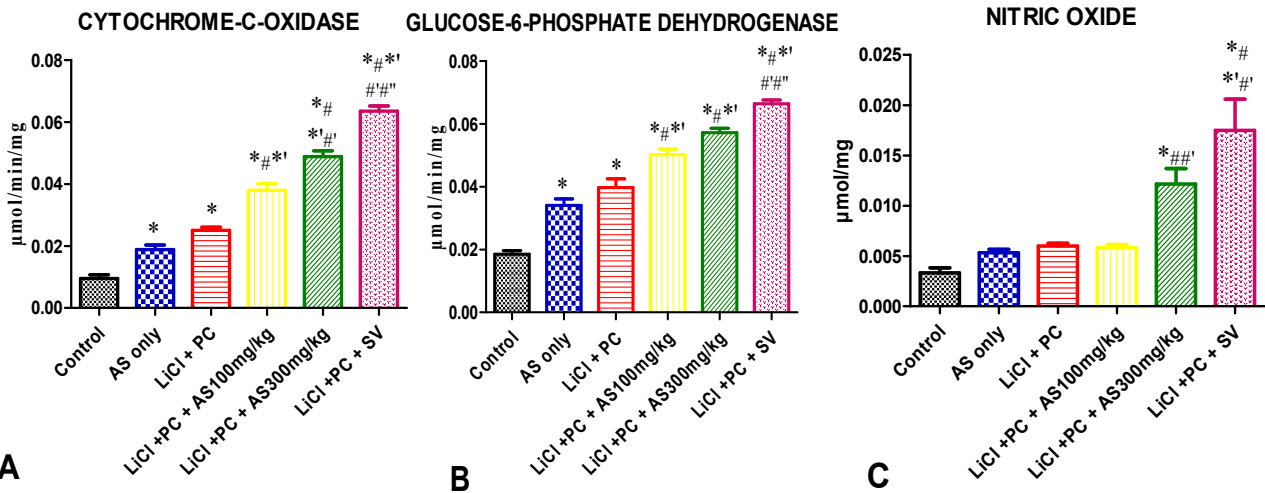 CYTOCHROME-C-OXIDASE
*#*'
#'#"
*#
*'#'
*#*'
*
*
0.08
0.06
0.04
0.02
0.00
µmol/min/mg
Control
AS only
LiCl + PC
LiCl +PC + AS100mg/kg
LiCl +PC + AS300mg/kg
LiCl +PC + SV
A
GLUCOSE-6-PHOSPHATE DEHYDROGENASE
*#*'
#'#"
*#*'
*#*'
*
*
0.08
0.06
0.04
0.02
0.00
µmol/min/mg
Control
AS only
LiCl + PC
LiCl +PC + AS100mg/kg
LiCl +PC + AS300mg/kg
LiCl +PC + SV
B
NITRIC OXIDE
*#
*'#'
*##'
0.025
0.020
0.015
0.010
0.005
0.000
µmol/mg
Control
AS only
LiCl + PC
LiCl +PC + AS100mg/kg
LiCl +PC + AS300mg/kg
LiCl +PC + SV
C